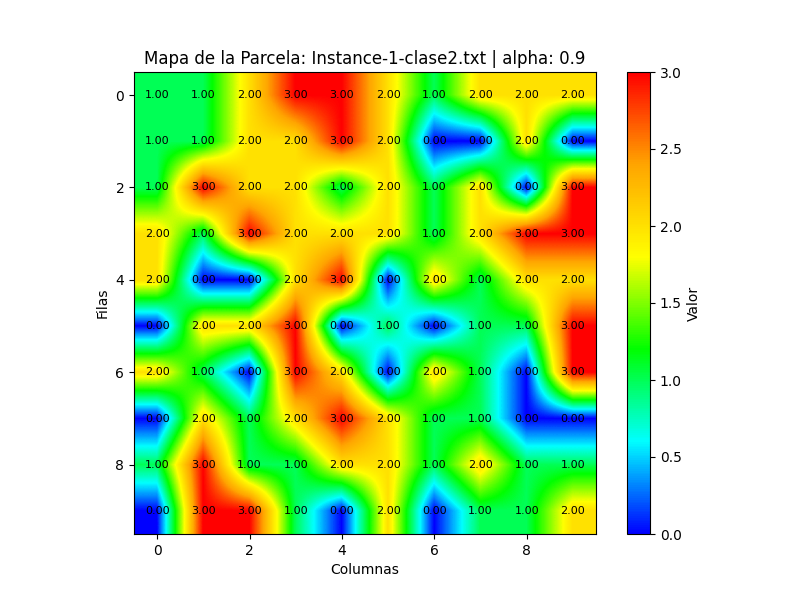 Mapa de la Parcela: Instance-1-clase2.txt | alpha: 0.9
0 1.00 1.00 2.00 3.00 3.00 2.00 1.00 2.00 2.00 2.00
1.00 1.00 2.00 2.00 3.00 2.00 0.00 0.00 2.00 0.00
2 1.00 3.00 2.00 2.00 1.00 2.00 1.00 2.00 0.00 3.00
2.00 1.00 3.00 2.00 2.00 2.00 1.00 2.00 3.00 3.00
4 2.00 0.00 0.00 2.00 3.00 0.00 2.00 1.00 2.00 2.00
0.00 2.00 2.00 3.00 0.00 1.00 0.00 1.00 1.00 3.00
6 2.00 1.00 0.00 3.00 2.00 0.00 2.00 1.00 0.00 3.00
0.00 2.00 1.00 2.00 3.00 2.00 1.00 1.00 0.00 0.00
8 1.00 3.00 1.00 1.00 2.00 2.00 1.00 2.00 1.00 1.00
0.00 3.00 3.00 1.00 0.00 2.00 0.00 1.00 1.00 2.00
0 2 4 6 8
Columnas
Filas
3.0
2.5
2.0
1.5
1.0
0.5
0.0
Valor